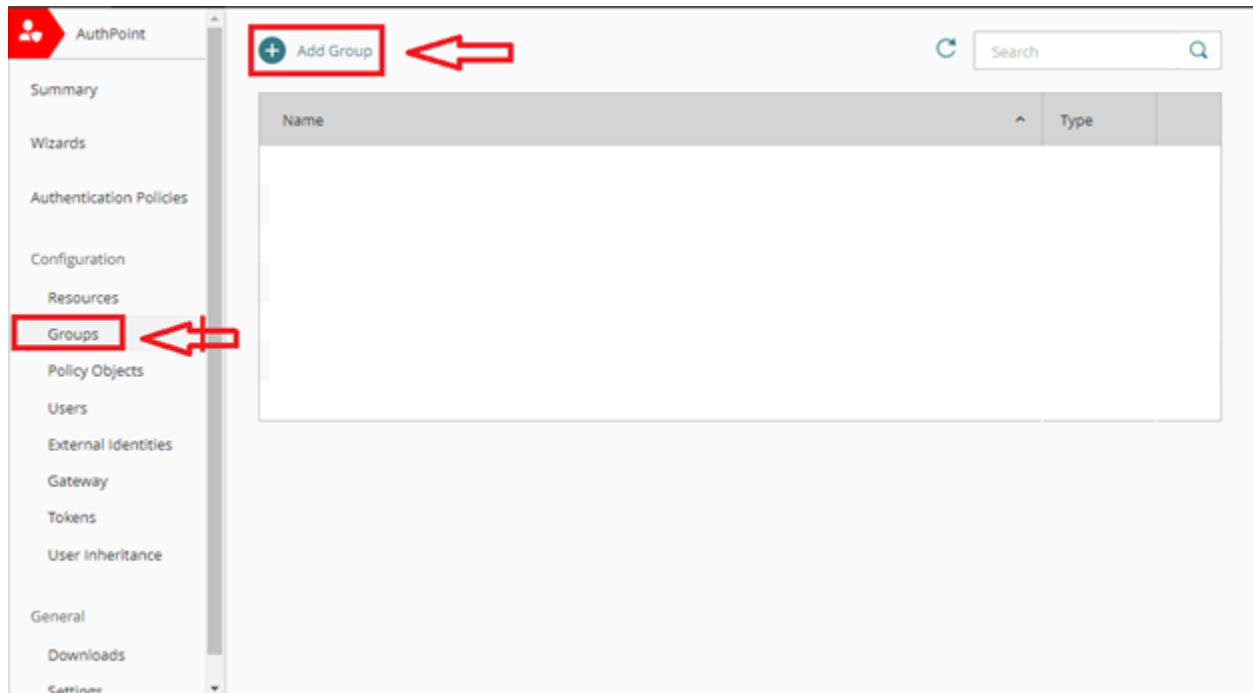 AuthPoint
Summary
Wizards
Authentication Policies
Configuration
Resources
Groups
Policy Objects
Users
External Identities
Gateway
Tokens
User Inheritance
General
Downloads
Settings
Add Group
Search
Name Type